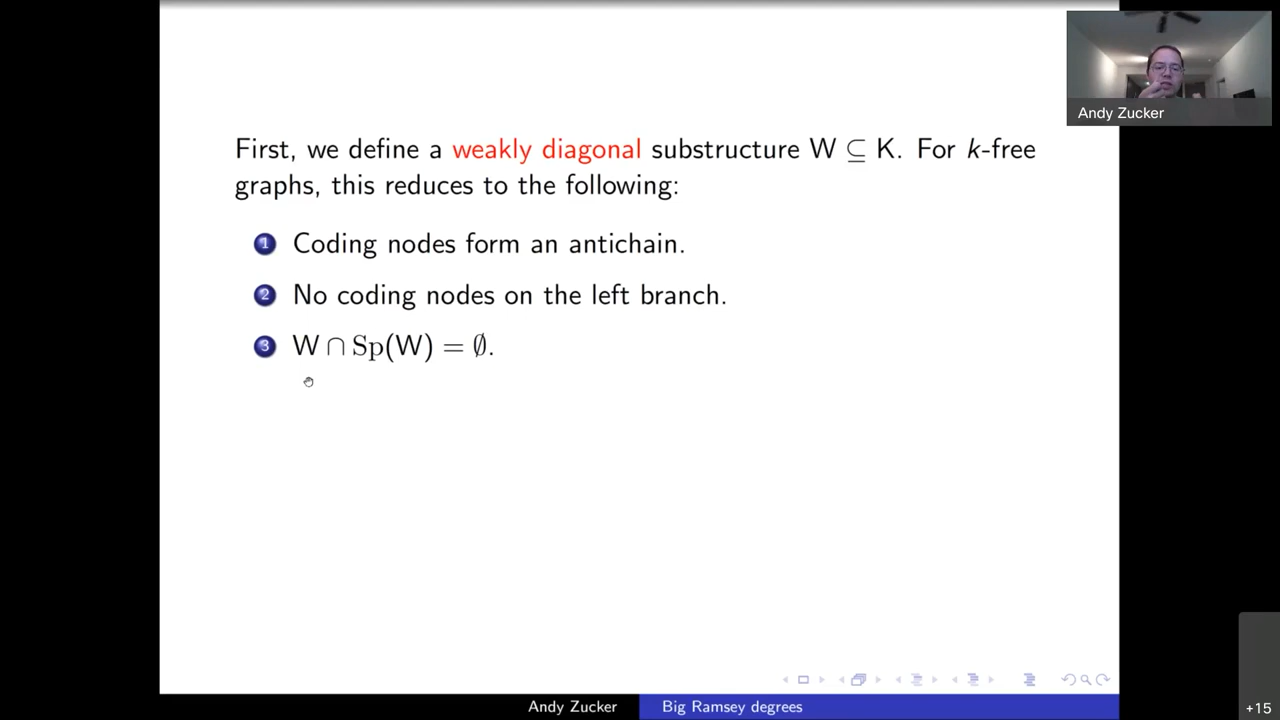 Andy Zucker
First, we define a weakly diagonal substructure W ⊆ K. For k-free
graphs, this reduces to the following:
1 Coding nodes form an antichain.
2 No coding nodes on the left branch.
3 W ∩ Sp(W) = ∅.
Andy Zucker Big Ramsey degrees
+15